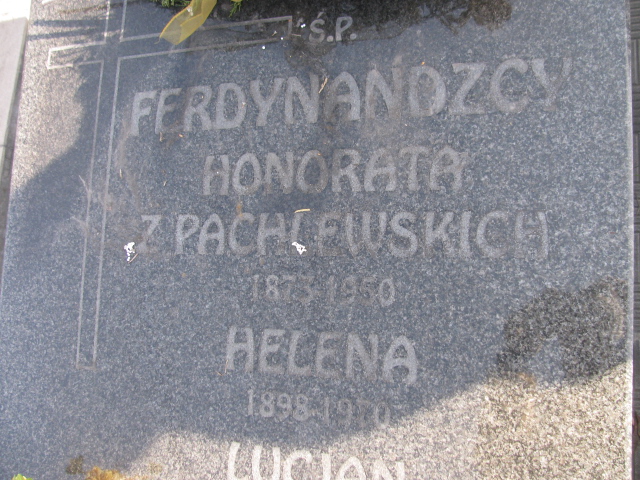 Ś.P.
FERDYNANDZCY
HONORATA
Z PACHLEWSKICH
1873-1950
HELENA
1898-1970
LUCJAN